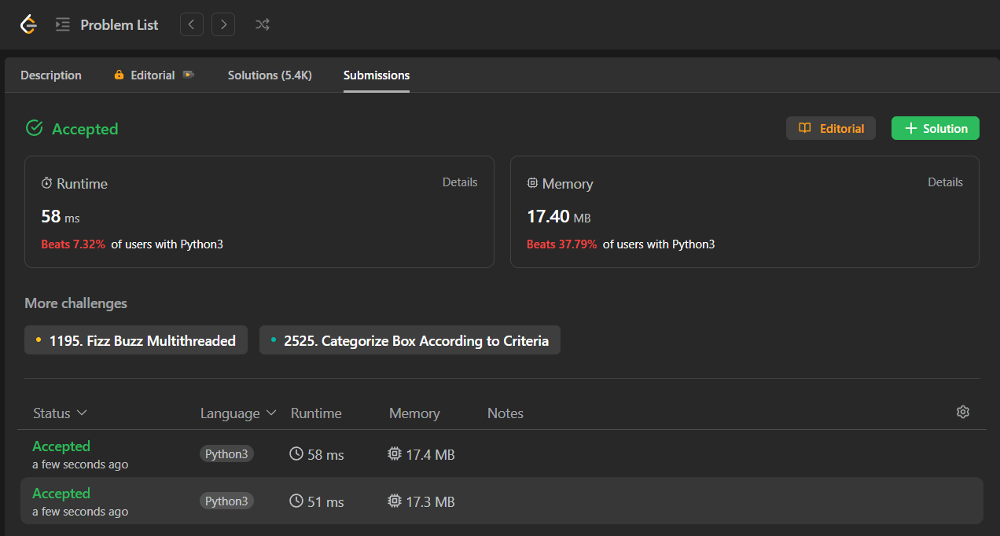 Problem List
Description Editorial Solutions (5.4K) Submissions
Accepted Editorial Solution
Runtime Details
58 ms
Beats 7.32% of users with Python3
Memory Details
17.40 MB
Beats 37.79% of users with Python3
More challenges
1195. Fizz Buzz Multithreaded 2525. Categorize Box According to Criteria
Status Language Runtime Memory Notes
Accepted Python3 58 ms 17.4 MB
a few seconds ago
Accepted Python3 51 ms 17.3 MB
a few seconds ago